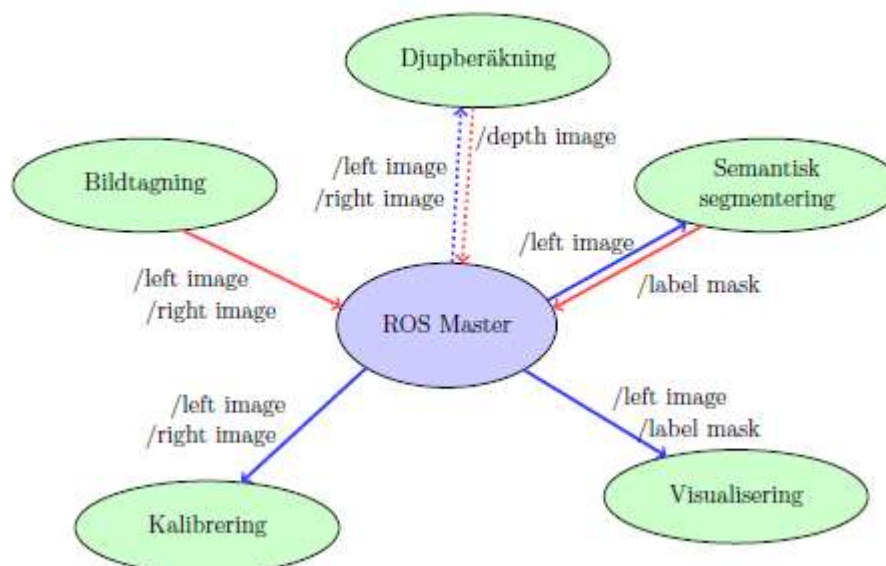 Djupberäkning
/depth image
/left image
/right image
Bildtagning
Semantisk
segmentering
/left image
/label mask
/left image
/right image
ROS Master
/left image
/right image
/left image
/label mask
Kalibrering
Visualisering